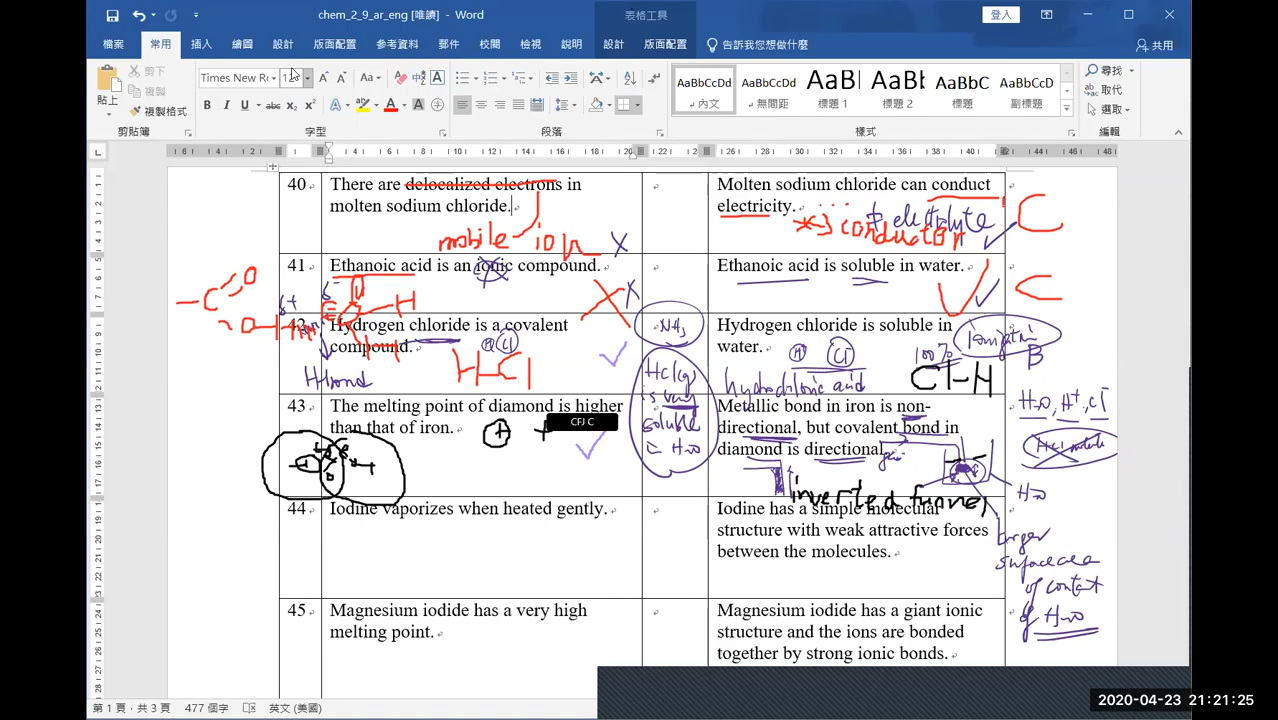 chem_2_9_ar_eng [唯讀] - Word
表格工具
登入
檔案 常用 插入 繪圖 設計 版面配置 參考資料 郵件 校閱 檢視 說明 設計 版面配置 告訴我您想做什麼 共用
剪下
複製
複製格式
貼上
Times New Ro 12
AaBbCcDd AaBbCcDd AaBl AaBb AaBbC AaBbCcDd
內文 無間距 標題 1 標題 2 標題 副標題
尋找
取代
選取
剪貼簿 字型 段落 樣式 編輯
40 There are delocalized electrons in
molten sodium chloride.
Molten sodium chloride can conduct
electricity.
electrolyte
conductor
mobile ion
X
C
41 Ethanoic acid is an ionic compound.
X
Ethanoic acid is soluble in water.
C
42 Hydrogen chloride is a covalent
compound.
NH3
Hydrogen chloride is soluble in
water.
Ionization
B
100%
H Cl
H-Cl
H-bond
HCl(g)
is very
soluble
in H2O
hydrochloric acid
Cl-H
H2O, H+, Cl-
43 The melting point of diamond is higher
than that of iron.
CFJ C
Metallic bond in iron is non-
directional, but covalent bond in
diamond is directional.
inverted funnel
H2O
larger
surface area
of contact
of H2O
44 Iodine vaporizes when heated gently.
Iodine has a simple molecular
structure with weak attractive forces
between the molecules.
45 Magnesium iodide has a very high
melting point.
Magnesium iodide has a giant ionic
structure and the ions are bonded
together by strong ionic bonds.
第 1 頁，共 3 頁 477 個字 英文 (美國)
2020-04-23 21:21:25